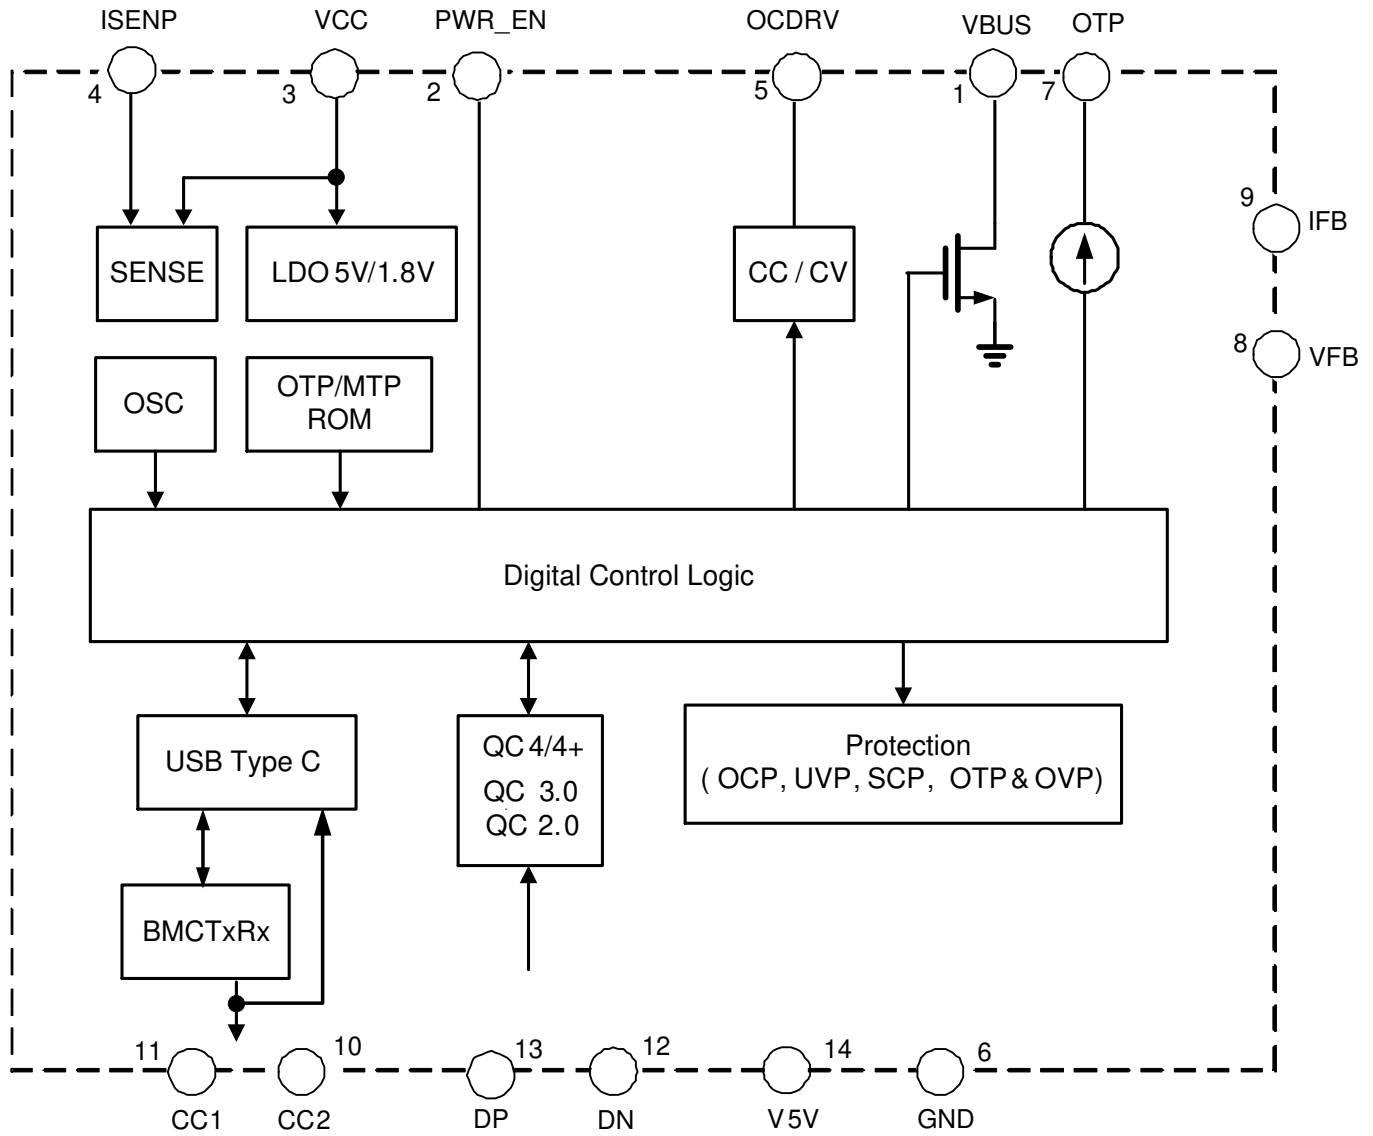 ISENP
VCC
PWR_EN
OCDRV
VBUS
OTP
4
3
2
5
1
7
9
IFB
8
VFB
SENSE
LDO 5V/1.8V
CC / CV
OSC
OTP/MTP
ROM
Digital Control Logic
USB Type C
QC 4/4+
QC 3.0
QC 2.0
Protection
( OCP, UVP, SCP, OTP & OVP)
BMCTxRx
11
10
13
12
14
6
CC1
CC2
DP
DN
V5V
GND